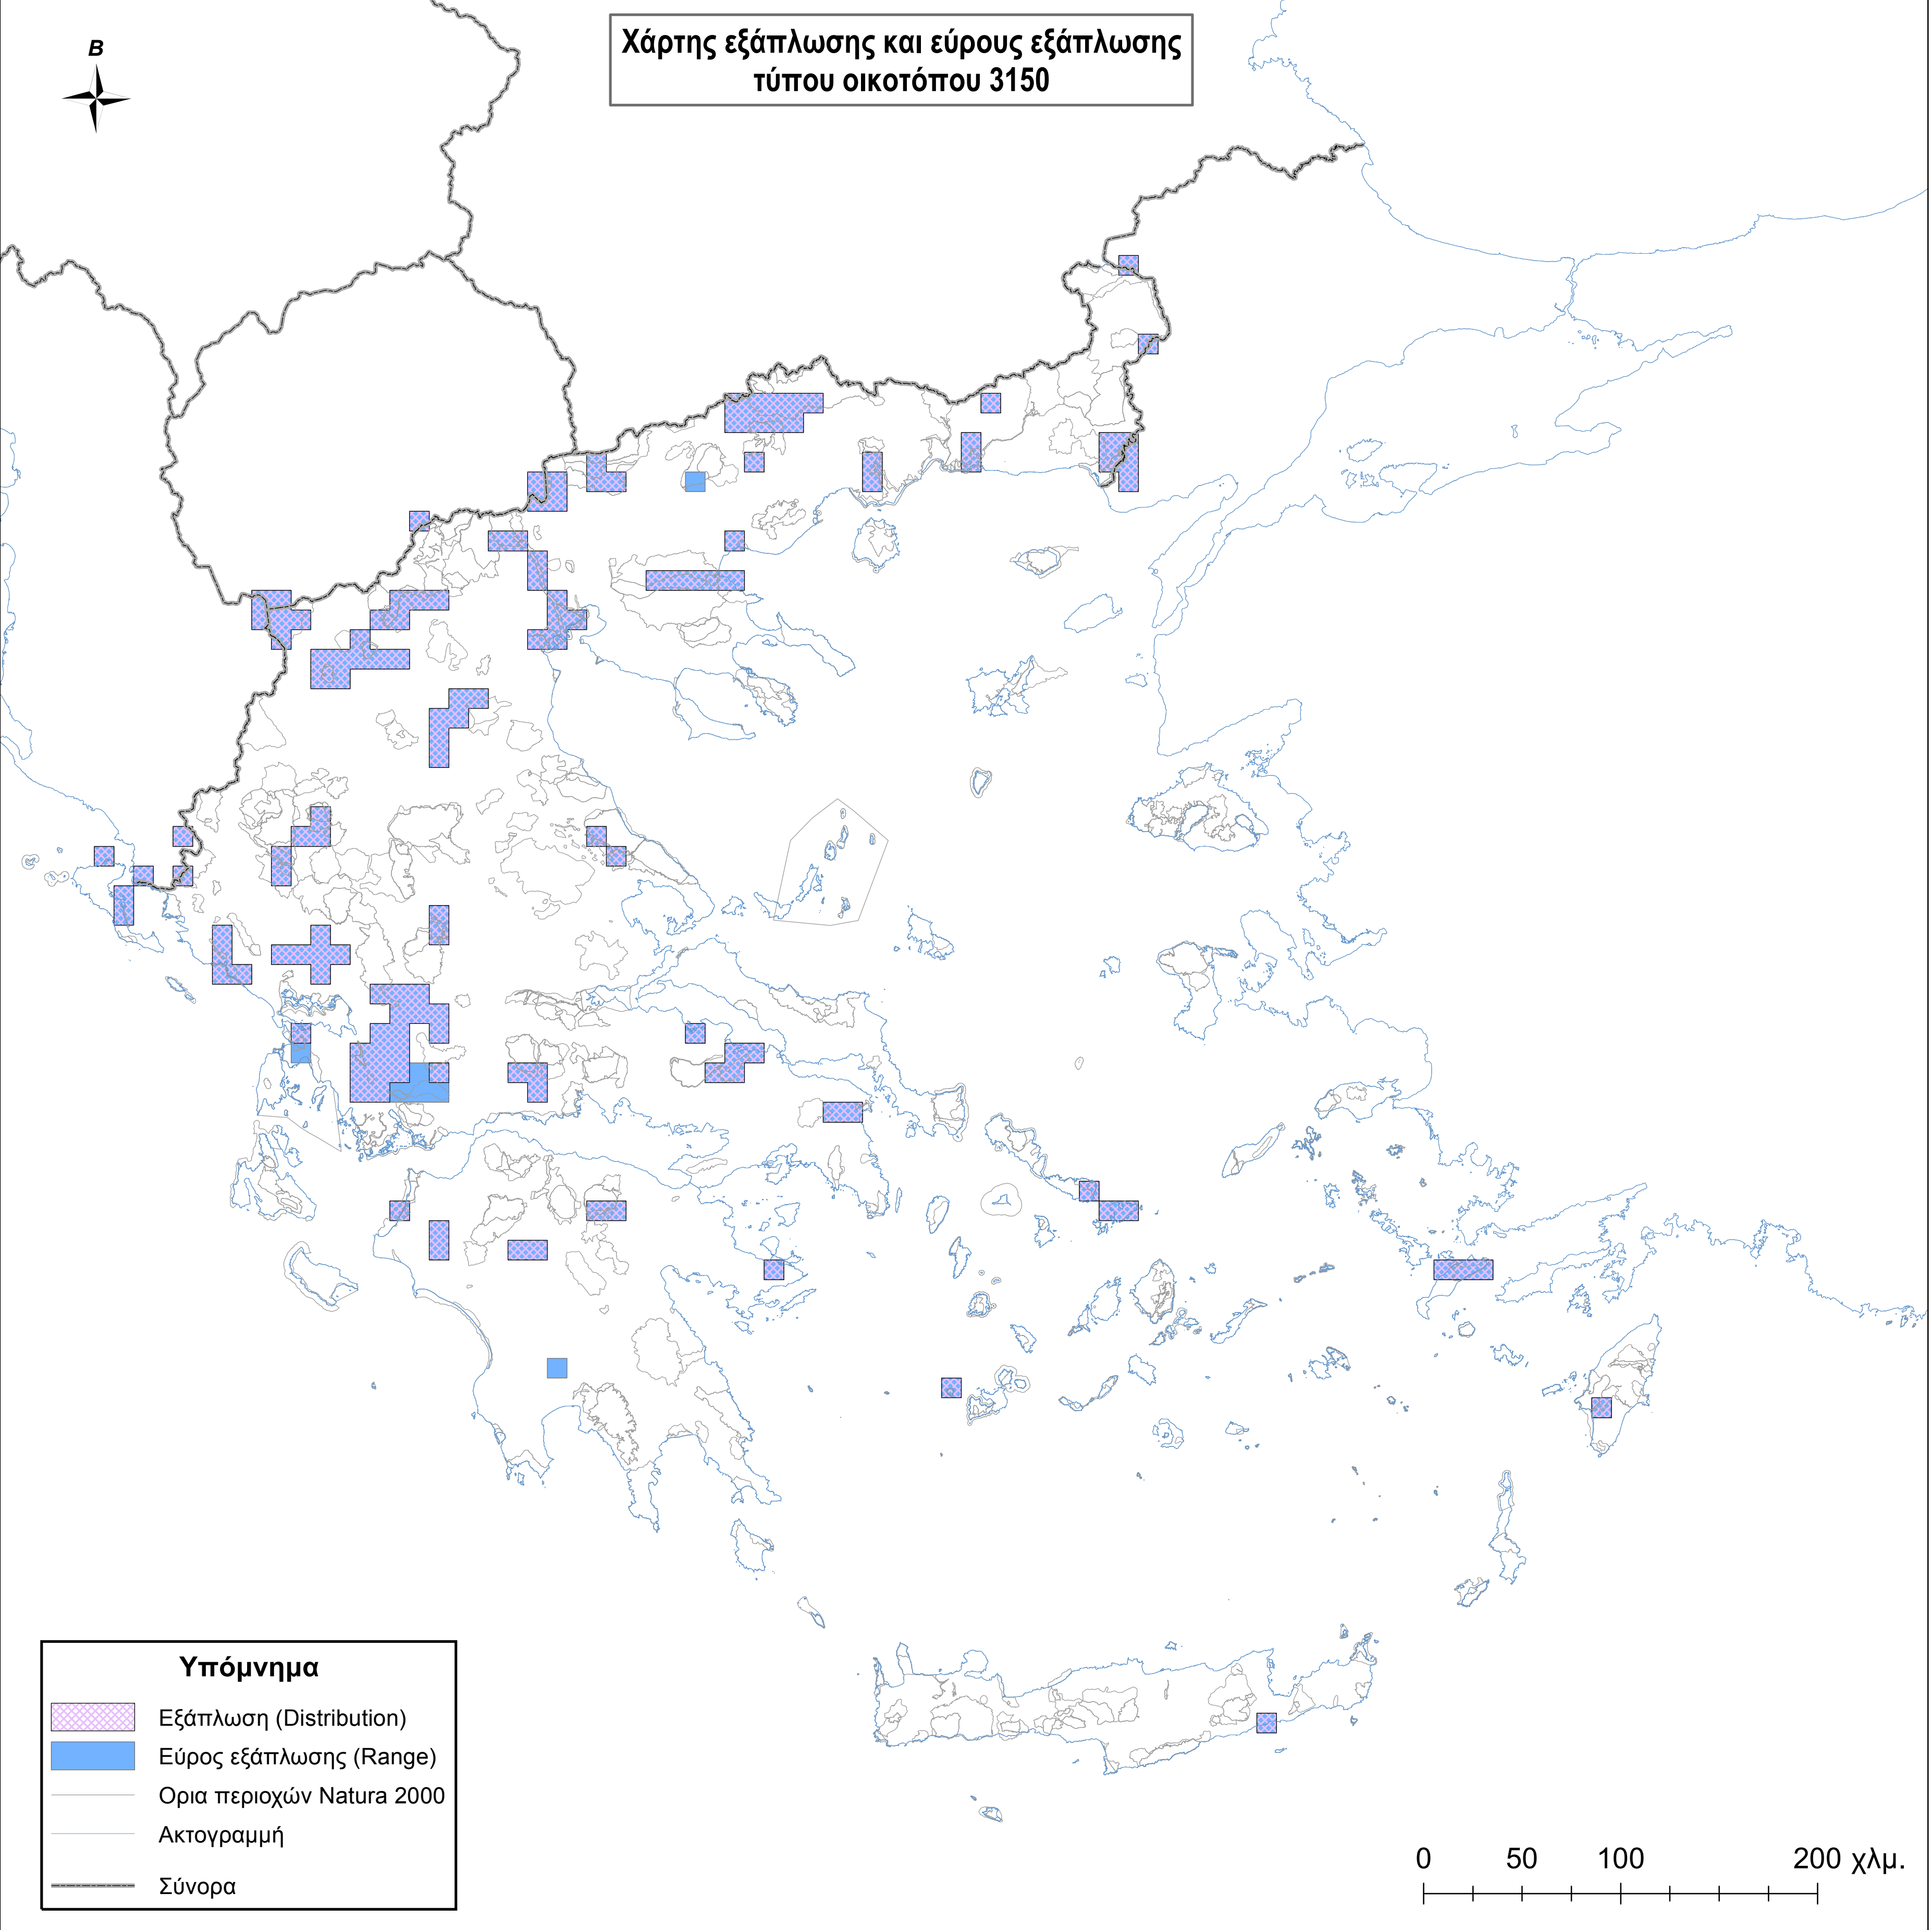 Χάρτης εξάπλωσης και εύρους εξάπλωσης
τύπου οικοτόπου 3150
Β
Υπόμνημα
Εξάπλωση (Distribution)
Εύρος εξάπλωσης (Range)
Ορια περιοχών Natura 2000
Ακτογραμμή
Σύνορα
0 50 100 200 χλμ.